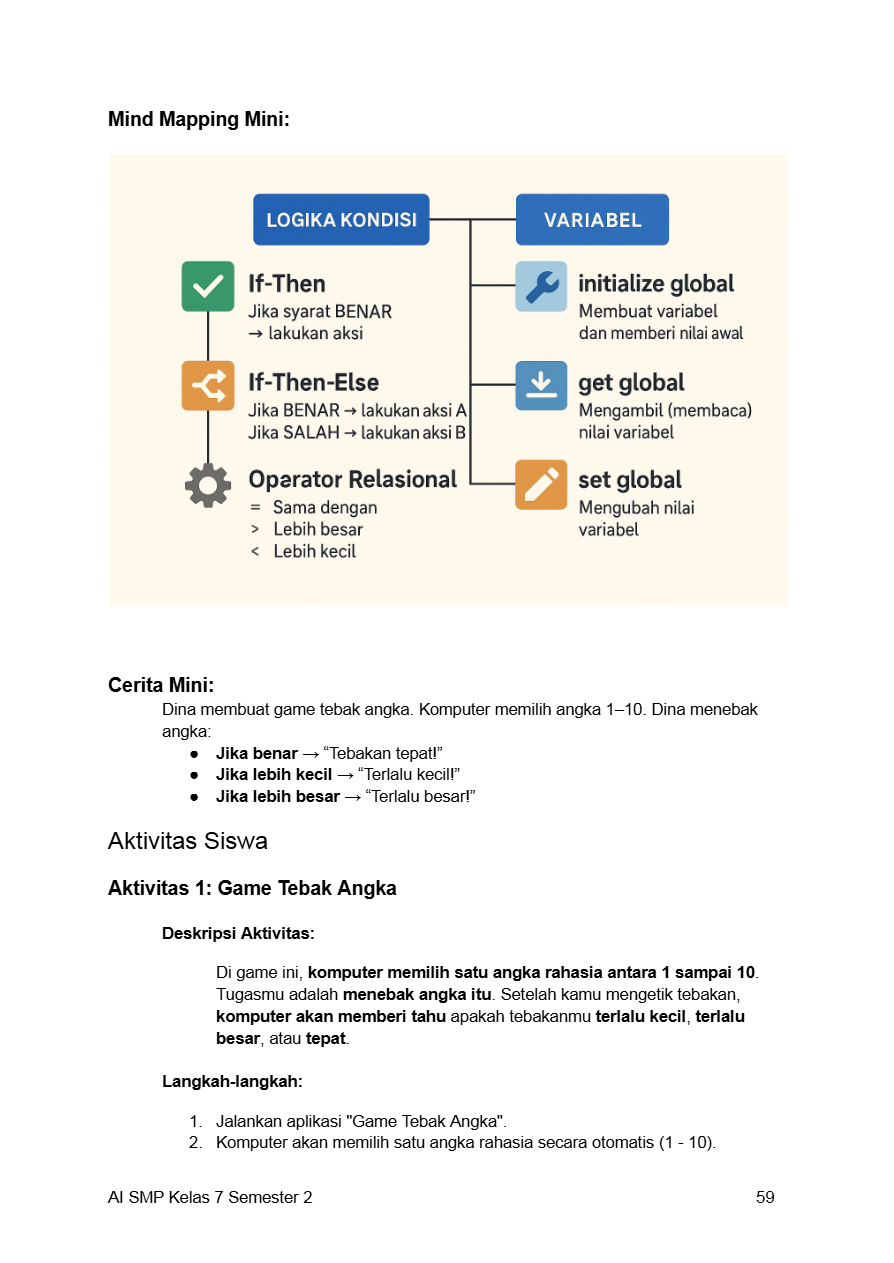 Mind Mapping Mini:
LOGIKA KONDISI
If-Then
Jika syarat BENAR
→ lakukan aksi
If-Then-Else
Jika BENAR → lakukan aksi A
Jika SALAH → lakukan aksi B
Operator Relasional
= Sama dengan
> Lebih besar
< Lebih kecil
VARIABEL
initialize global
Membuat variabel
dan memberi nilai awal
get global
Mengambil (membaca)
nilai variabel
set global
Mengubah nilai
variabel
Cerita Mini:
Dina membuat game tebak angka. Komputer memilih angka 1–10. Dina menebak
angka:
● Jika benar → “Tebakan tepat!”
● Jika lebih kecil → “Terlalu kecil!”
● Jika lebih besar → “Terlalu besar!”
Aktivitas Siswa
Aktivitas 1: Game Tebak Angka
Deskripsi Aktivitas:
Di game ini, komputer memilih satu angka rahasia antara 1 sampai 10.
Tugasmu adalah menebak angka itu. Setelah kamu mengetik tebakan,
komputer akan memberi tahu apakah tebakanmu terlalu kecil, terlalu
besar, atau tepat.
Langkah-langkah:
1. Jalankan aplikasi "Game Tebak Angka".
2. Komputer akan memilih satu angka rahasia secara otomatis (1 - 10).
AI SMP Kelas 7 Semester 2 59